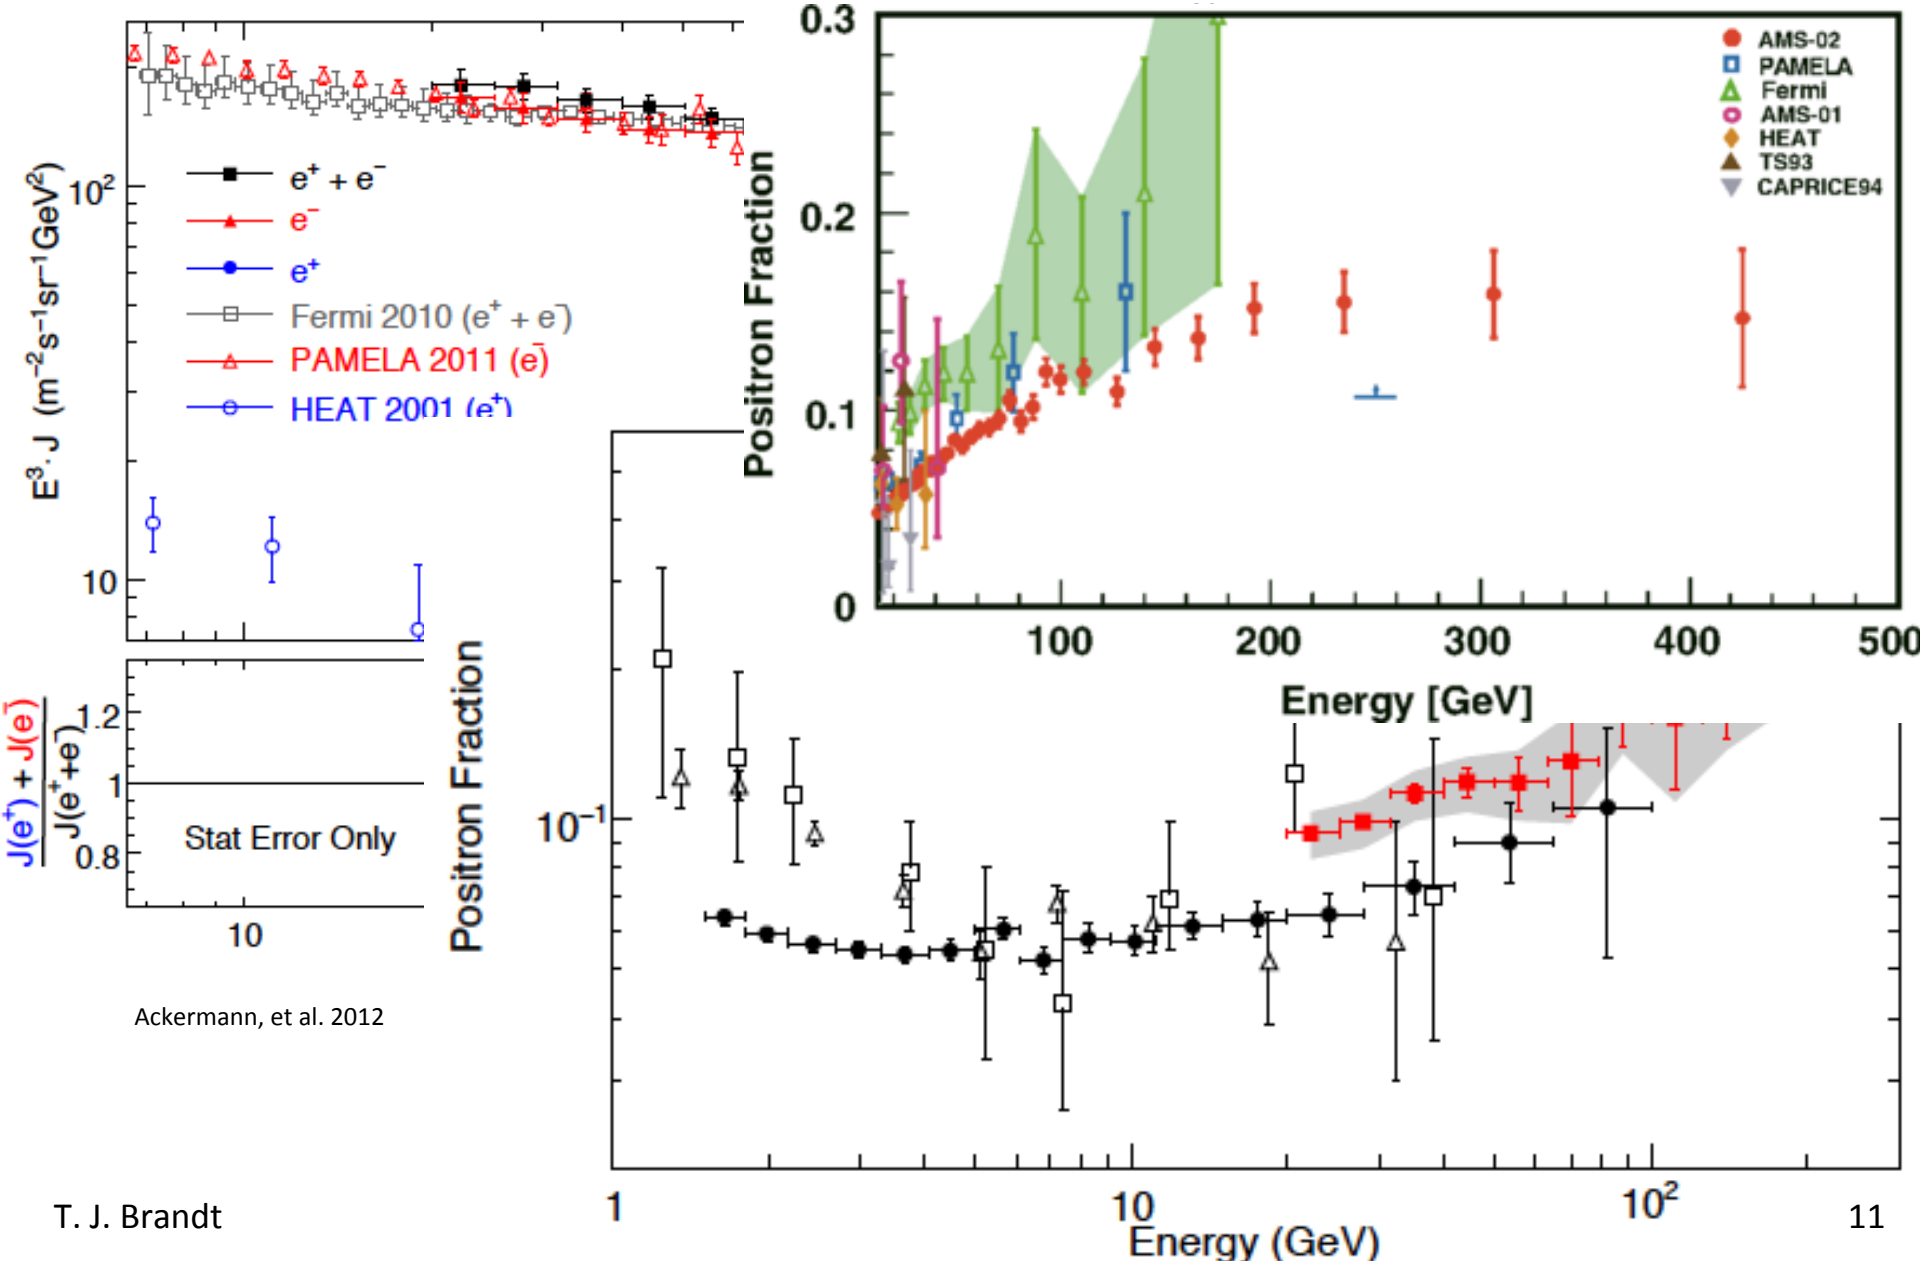 E³·J (m⁻²s⁻¹sr⁻¹GeV²)
10²
10
e⁺ + e⁻
e⁻
e⁺
Fermi 2010 (e⁺ + e⁻)
PAMELA 2011 (e⁻)
HEAT 2001 (e⁺)
J(e⁺) + J(e⁻)
J(e⁺+e⁻)
1.2
1
0.8
Stat Error Only
10
Ackermann, et al. 2012
Positron Fraction
0.3
0.2
0.1
0
AMS-02
PAMELA
Fermi
AMS-01
HEAT
TS93
CAPRICE94
100
200
300
400
500
Energy [GeV]
Positron Fraction
10⁻¹
1
10
10²
Energy (GeV)
T. J. Brandt
11